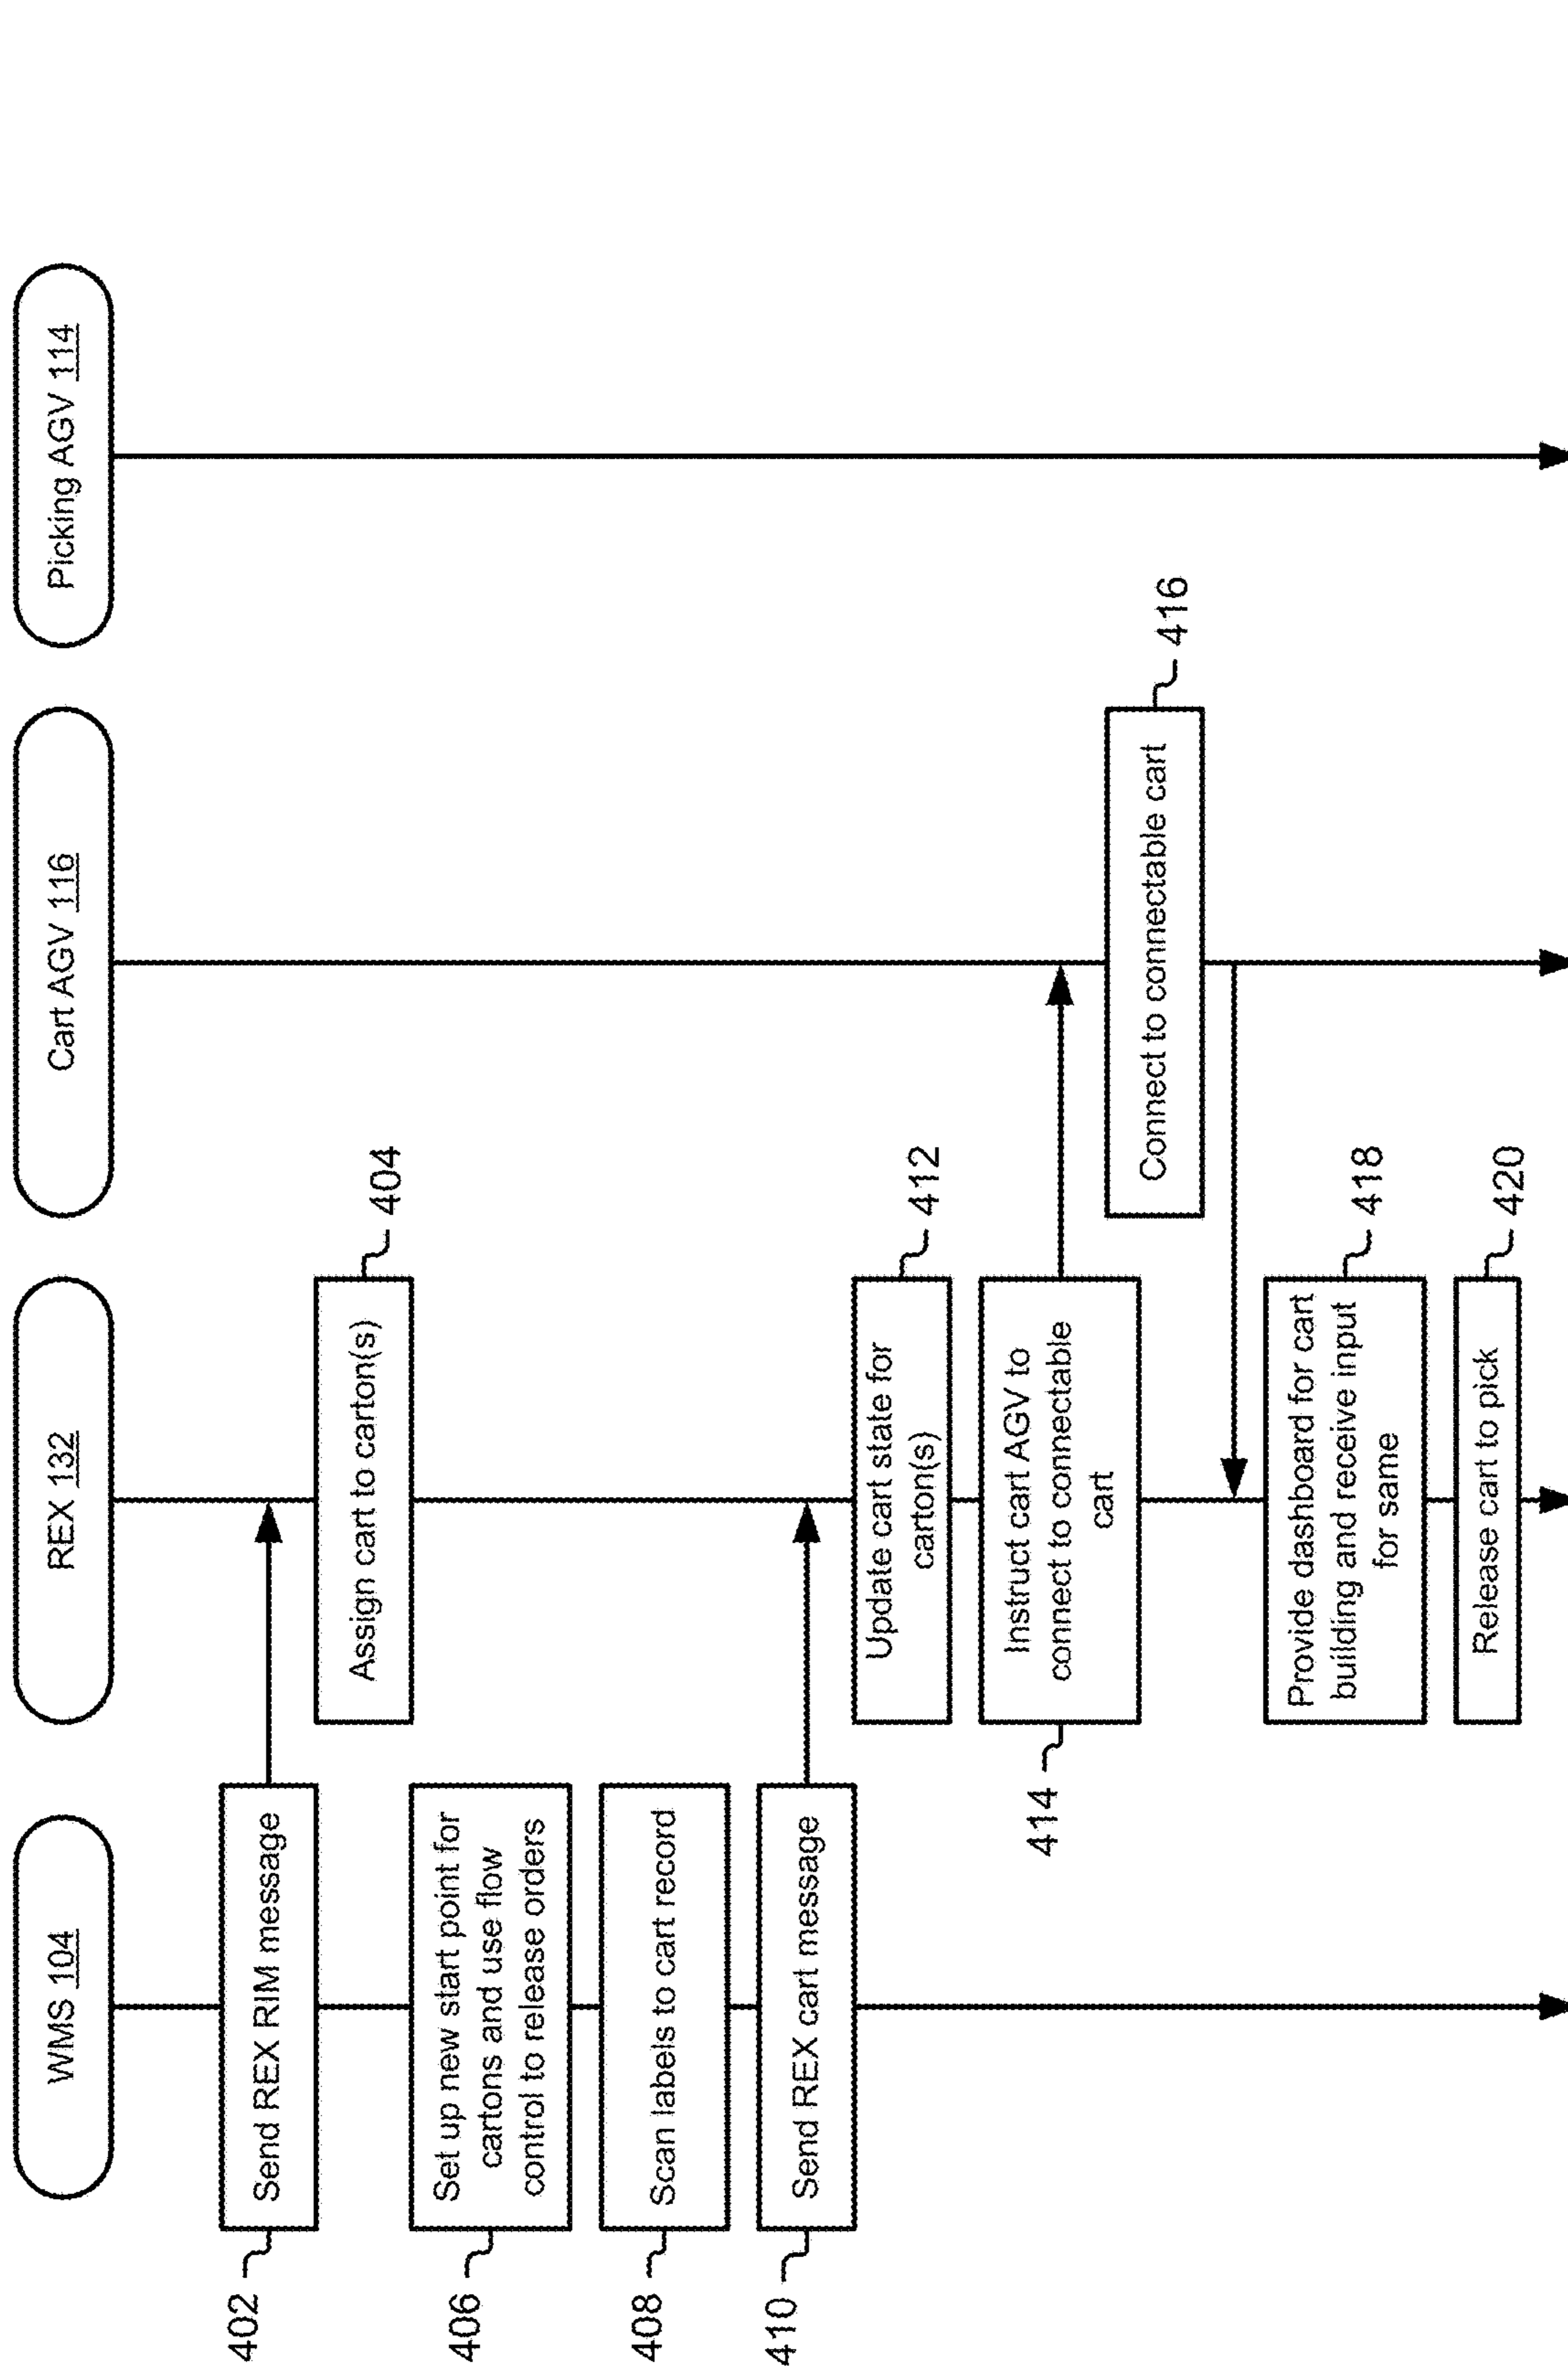 WMS 104
REX 132
Cart AGV 116
Picking AGV 114
402
Send REX RIM message
Assign cart to carton(s)
404
406
Set up new start point for
cartons and use flow
control to release orders
408
Scan labels to cart record
410
Send REX cart message
Update cart state for
carton(s)
412
414
Instruct cart AGV to
connect to connectable
cart
Connect to connectable cart
416
Provide dashboard for cart
building and receive input
for same
418
Release cart to pick
420